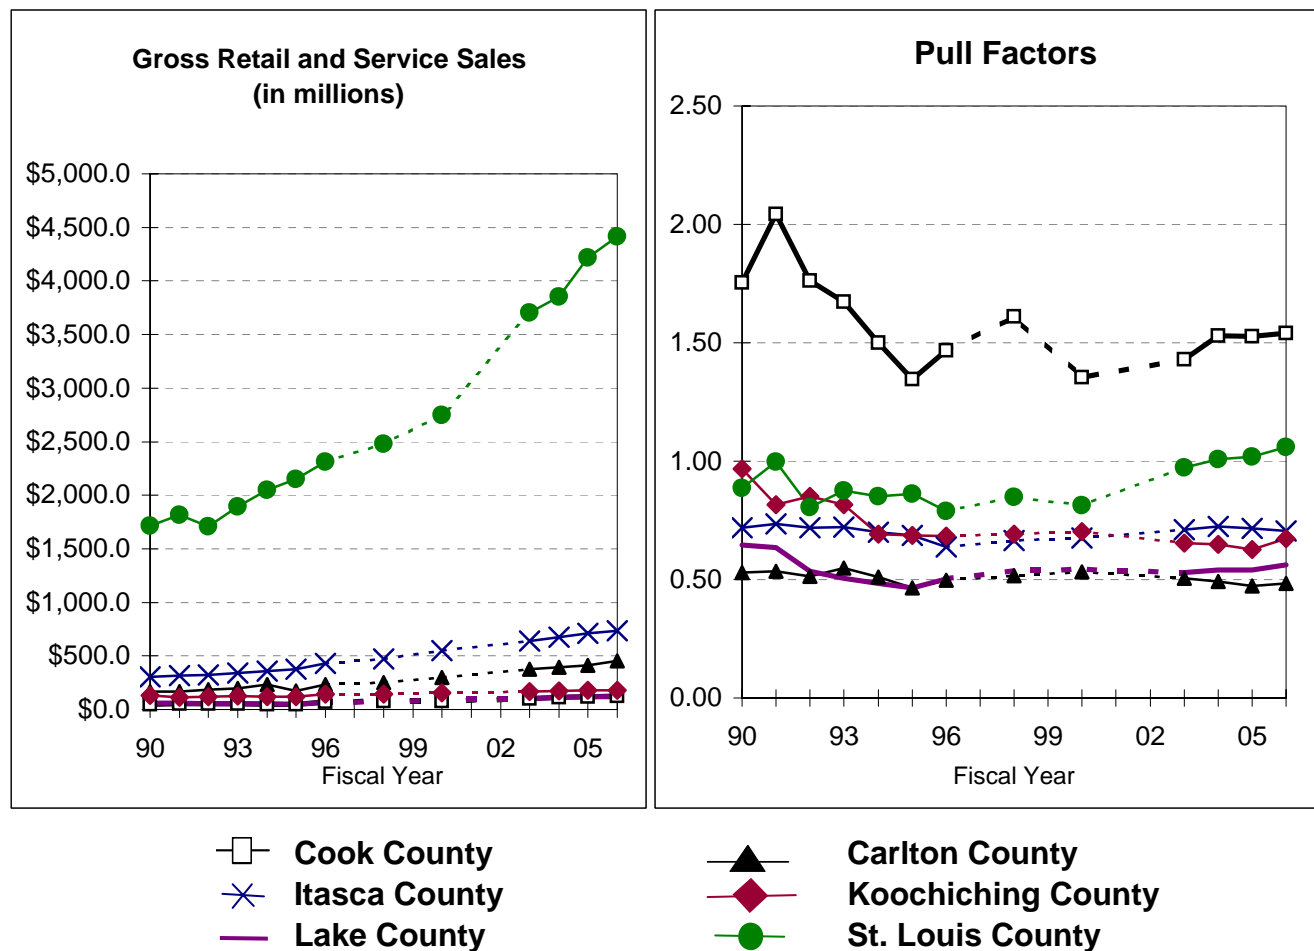 Gross Retail and Service Sales
(in millions)
$5,000.0
$4,500.0
$4,000.0
$3,500.0
$3,000.0
$2,500.0
$2,000.0
$1,500.0
$1,000.0
$500.0
$0.0
90 93 96 99 02 05
Fiscal Year
Pull Factors
2.50
2.00
1.50
1.00
0.50
0.00
90 93 96 99 02 05
Fiscal Year
Cook County
Itasca County
Lake County
Carlton County
Koochiching County
St. Louis County